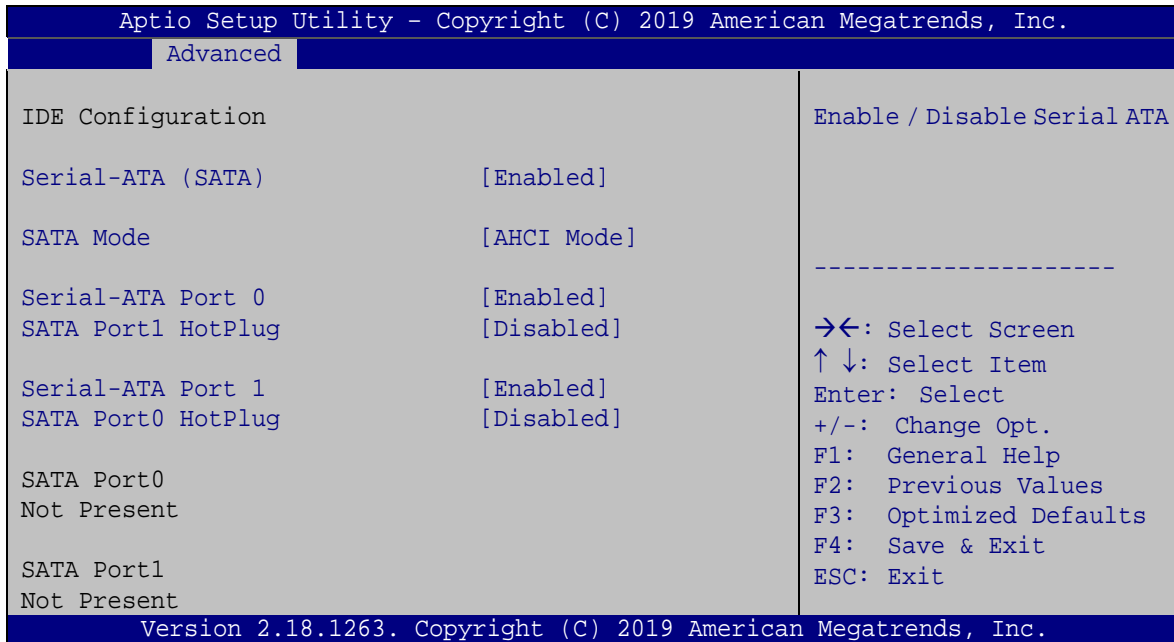 Aptio Setup Utility – Copyright (C) 2019 American Megatrends, Inc.
Advanced
IDE Configuration
Serial-ATA (SATA) [Enabled]
SATA Mode [AHCI Mode]
Serial-ATA Port 0 [Enabled]
SATA Port1 HotPlug [Disabled]
Serial-ATA Port 1 [Enabled]
SATA Port0 HotPlug [Disabled]
SATA Port0
Not Present
SATA Port1
Not Present
Enable / Disable Serial ATA
---------------------
→←: Select Screen
↑ ↓: Select Item
Enter: Select
+/-: Change Opt.
F1: General Help
F2: Previous Values
F3: Optimized Defaults
F4: Save & Exit
ESC: Exit
Version 2.18.1263. Copyright (C) 2019 American Megatrends, Inc.